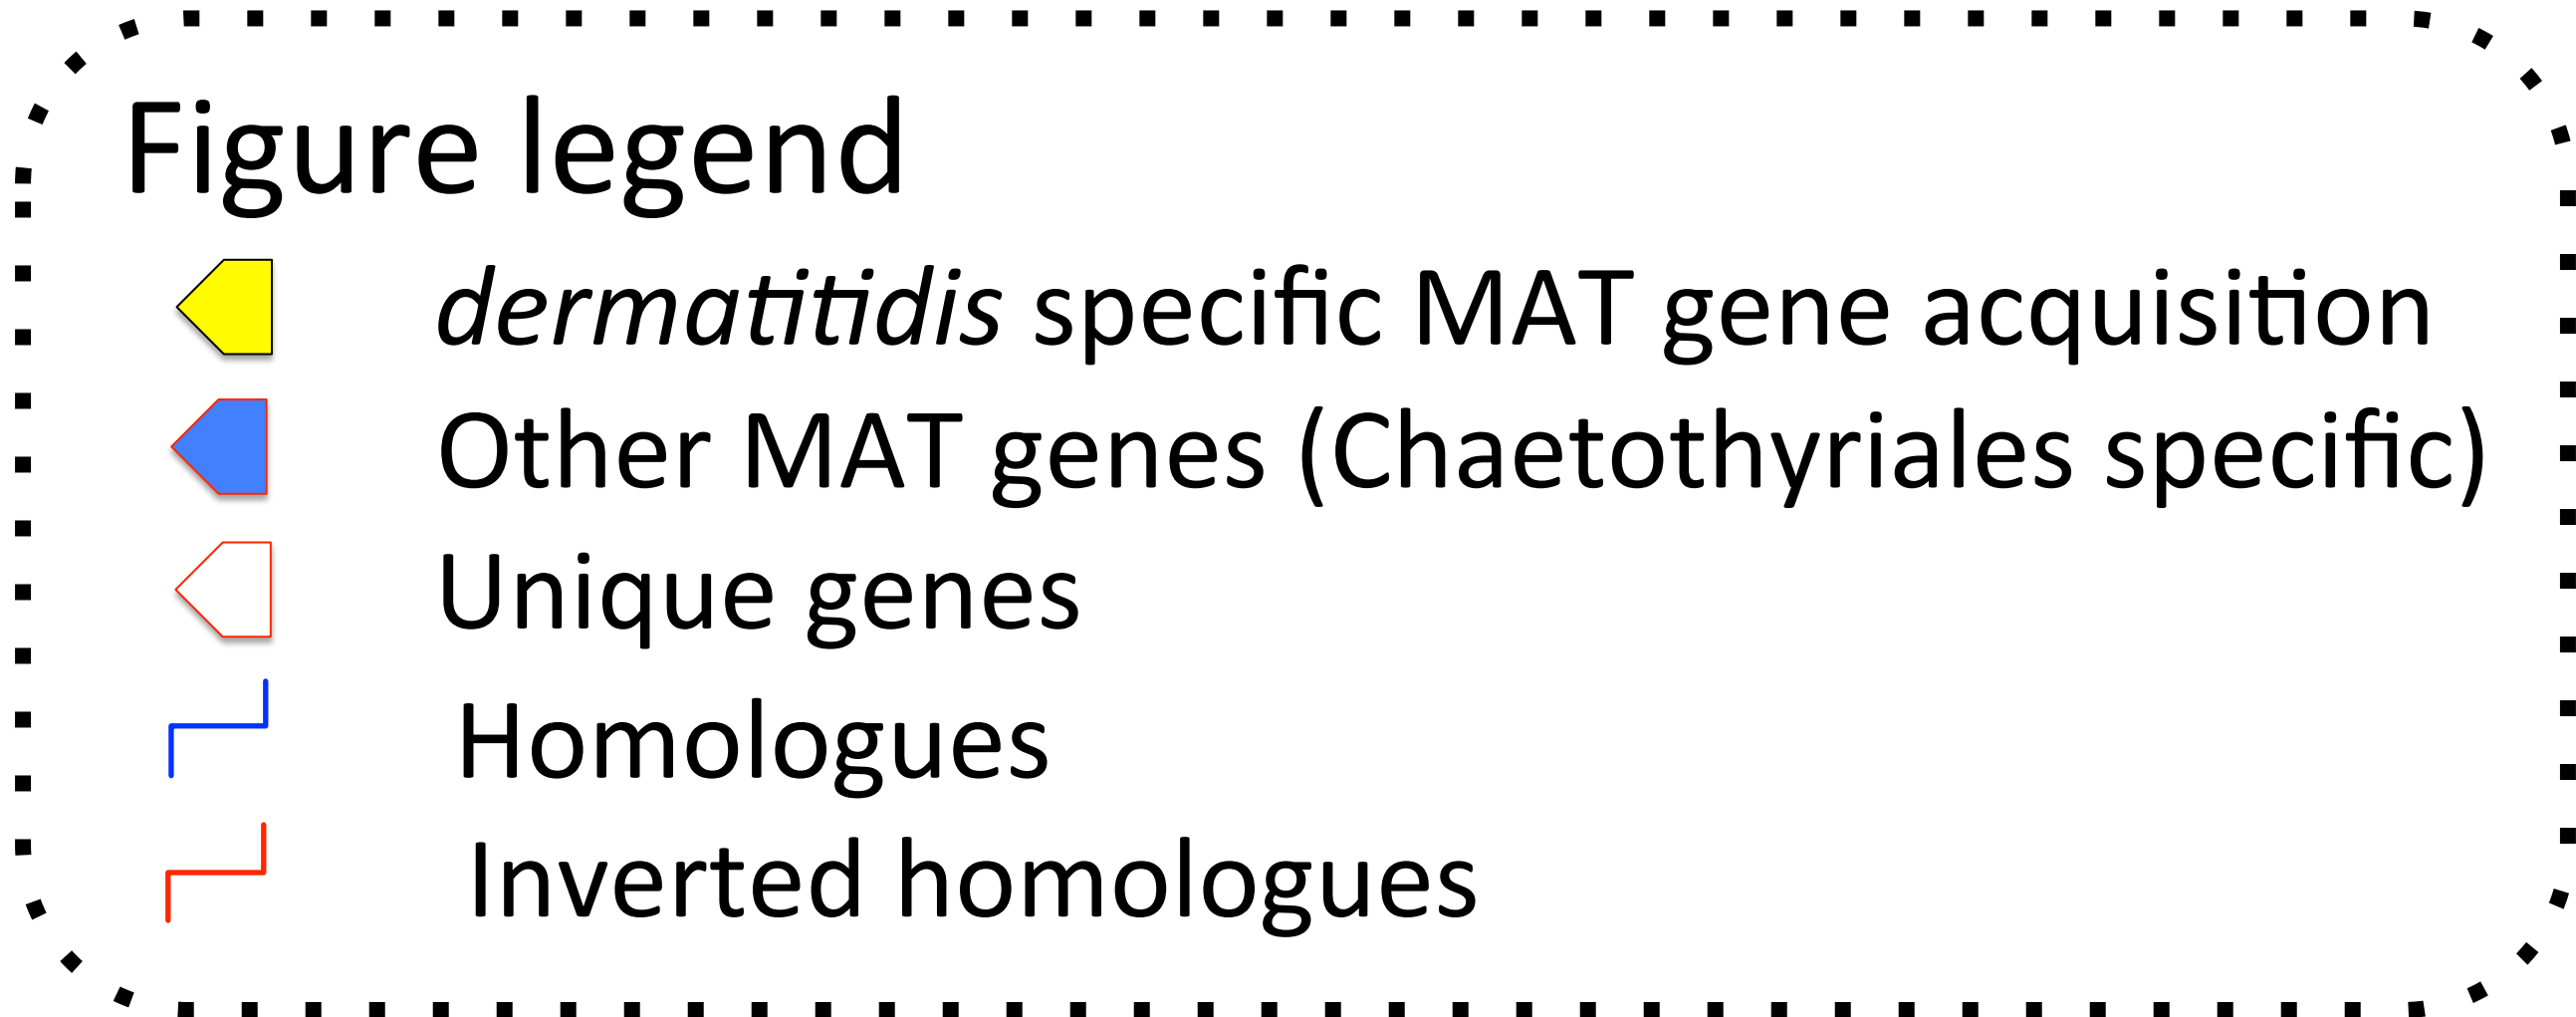 Figure legend
dermatitidis specific MAT gene acquisition
Other MAT genes (Chaetothyriales specific)
Unique genes
Homologues
Inverted homologues